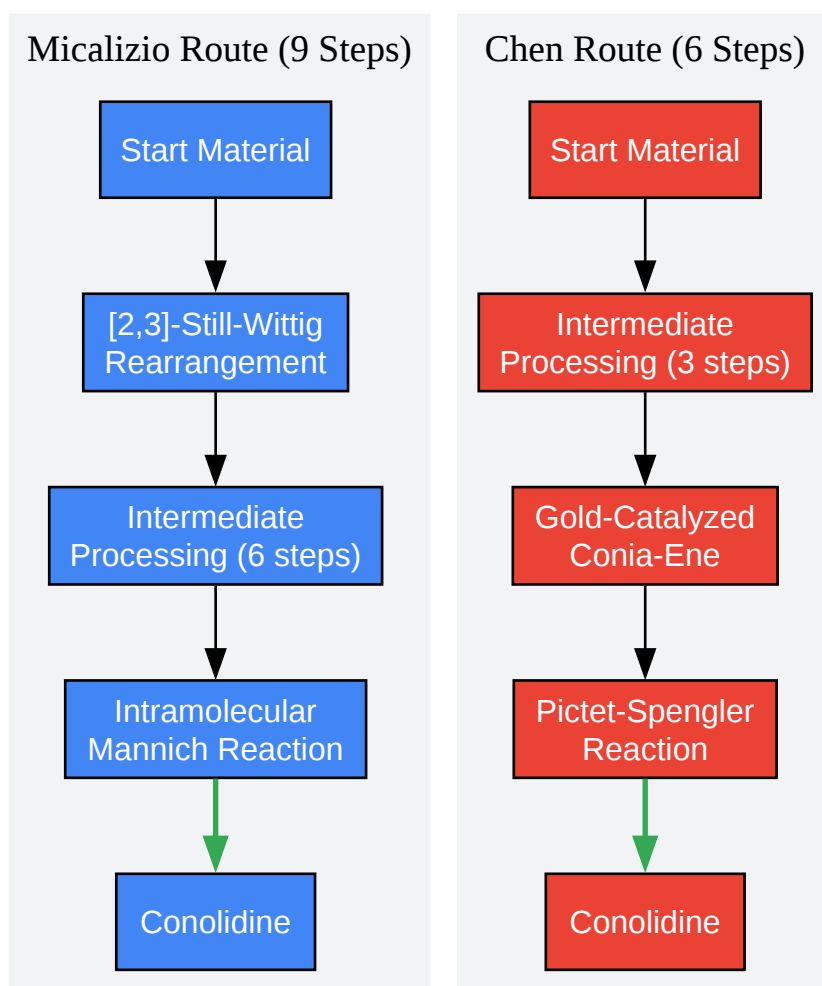 Micalizio Route (9 Steps)
Start Material
[2,3]-Still-Wittig
Rearrangement
Intermediate
Processing (6 steps)
Intramolecular
Mannich Reaction
Conolidine
Chen Route (6 Steps)
Start Material
Intermediate
Processing (3 steps)
Gold-Catalyzed
Conia-Ene
Pictet-Spengler
Reaction
Conolidine